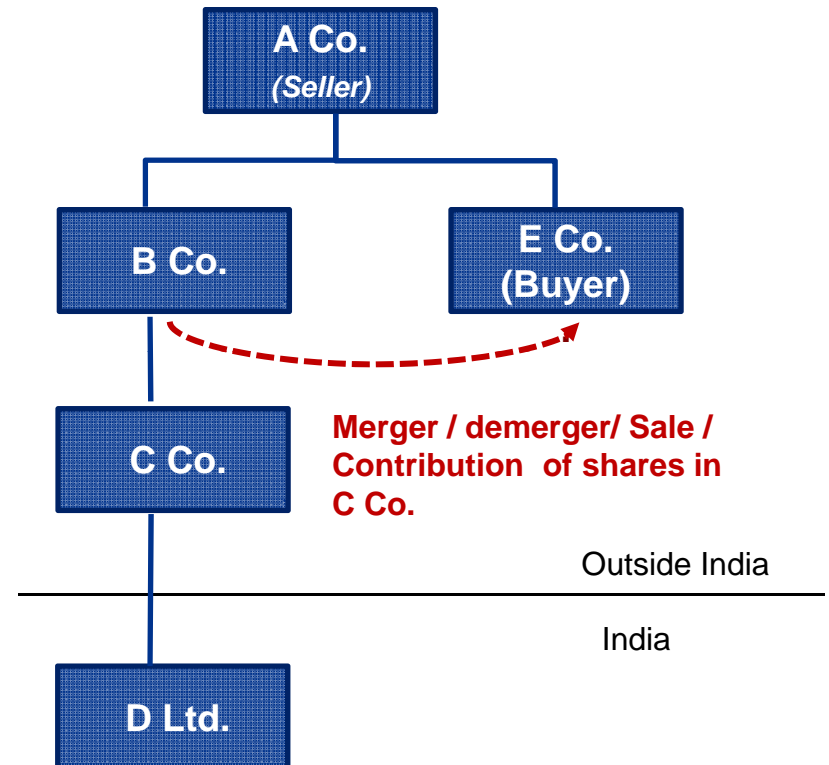 A Co.
(Seller)
B Co.
E Co.
(Buyer)
C Co.
Merger / demerger/ Sale /
Contribution of shares in
C Co.
Outside India
India
D Ltd.